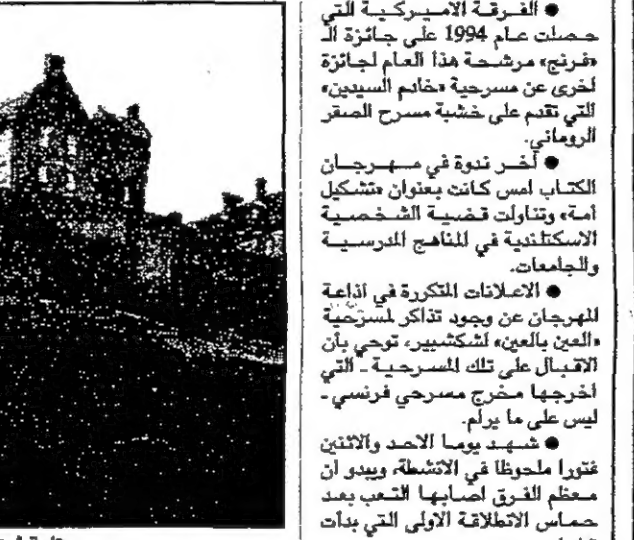 ● الفرقة الاميركية التي
حصلت عام 1994 على جائزة الـ
«فرنج» مرشحة هذا العام لجائزة
اخرى عن مسرحية «خادم السيدين»
التي تقدم على خشبة مسرح الصقر
الروماني.
● آخر ندوة في مهرجان
الكتاب امس كانت بعنوان «تشكيل
أمة» وتناولت قضية الشخصية
الاسكتلندية في المناهج المدرسية
والجامعات.
● الاعلانات المتكررة في اذاعة
المهرجان عن وجود تذاكر لمسرحية
«العين بالعين» لشكسبير، توحي بأن
الاقبال على تلك المسرحية ـ التي
اخرجها مخرج مسرحي فرنسي ـ
ليس على ما يرام.
● شهد يوما الاحد والاثنين
فتورا ملحوظا في الانشطة، ويبدو ان
معظم الفرق اصابها التعب بعد
حماس الانطلاقة الاولى التي بدأت